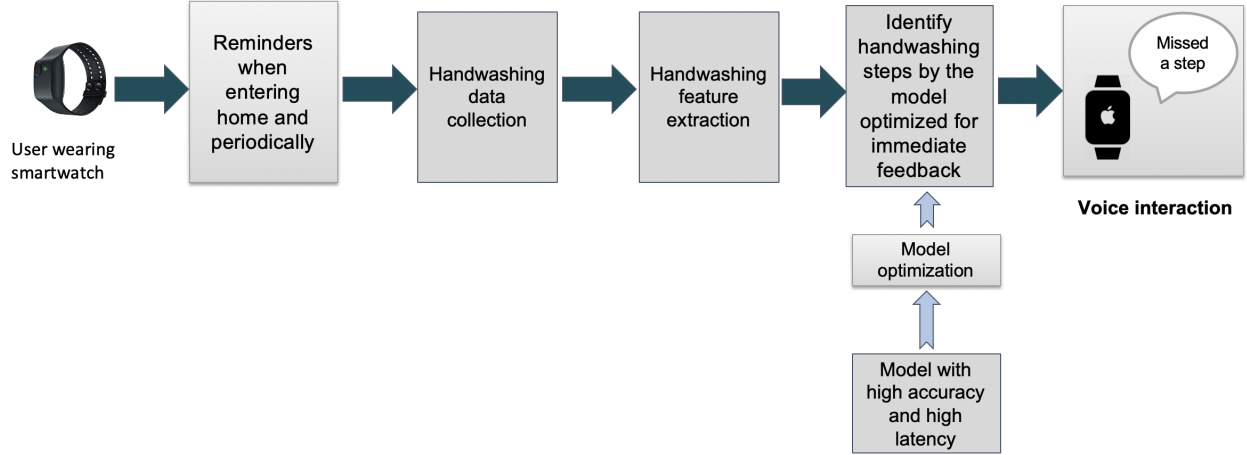 User wearing
smartwatch
Reminders
when
entering
home and
periodically
Handwashing
data
collection
Handwashing
feature
extraction
Identify
handwashing
steps by the
model
optimized for
immediate
feedback
Missed
a step
Voice interaction
Model
optimization
Model with
high accuracy
and high
latency